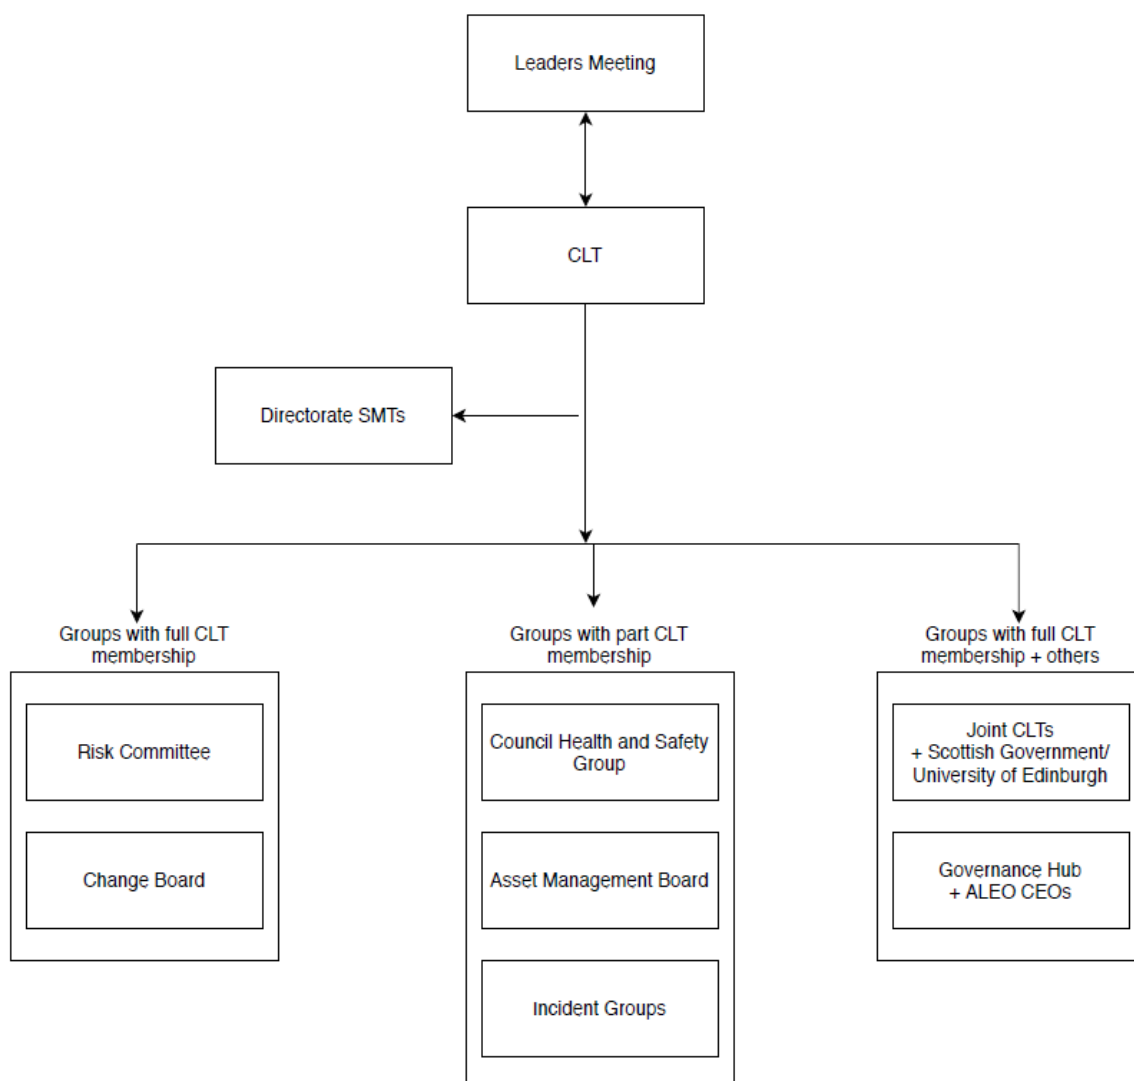 Leaders Meeting
CLT
Directorate SMTs
Groups with full CLT
membership
Risk Committee
Change Board
Groups with part CLT
membership
Council Health and Safety
Group
Asset Management Board
Incident Groups
Groups with full CLT
membership + others
Joint CLTs
+ Scottish Government/
University of Edinburgh
Governance Hub
+ ALEO CEOs